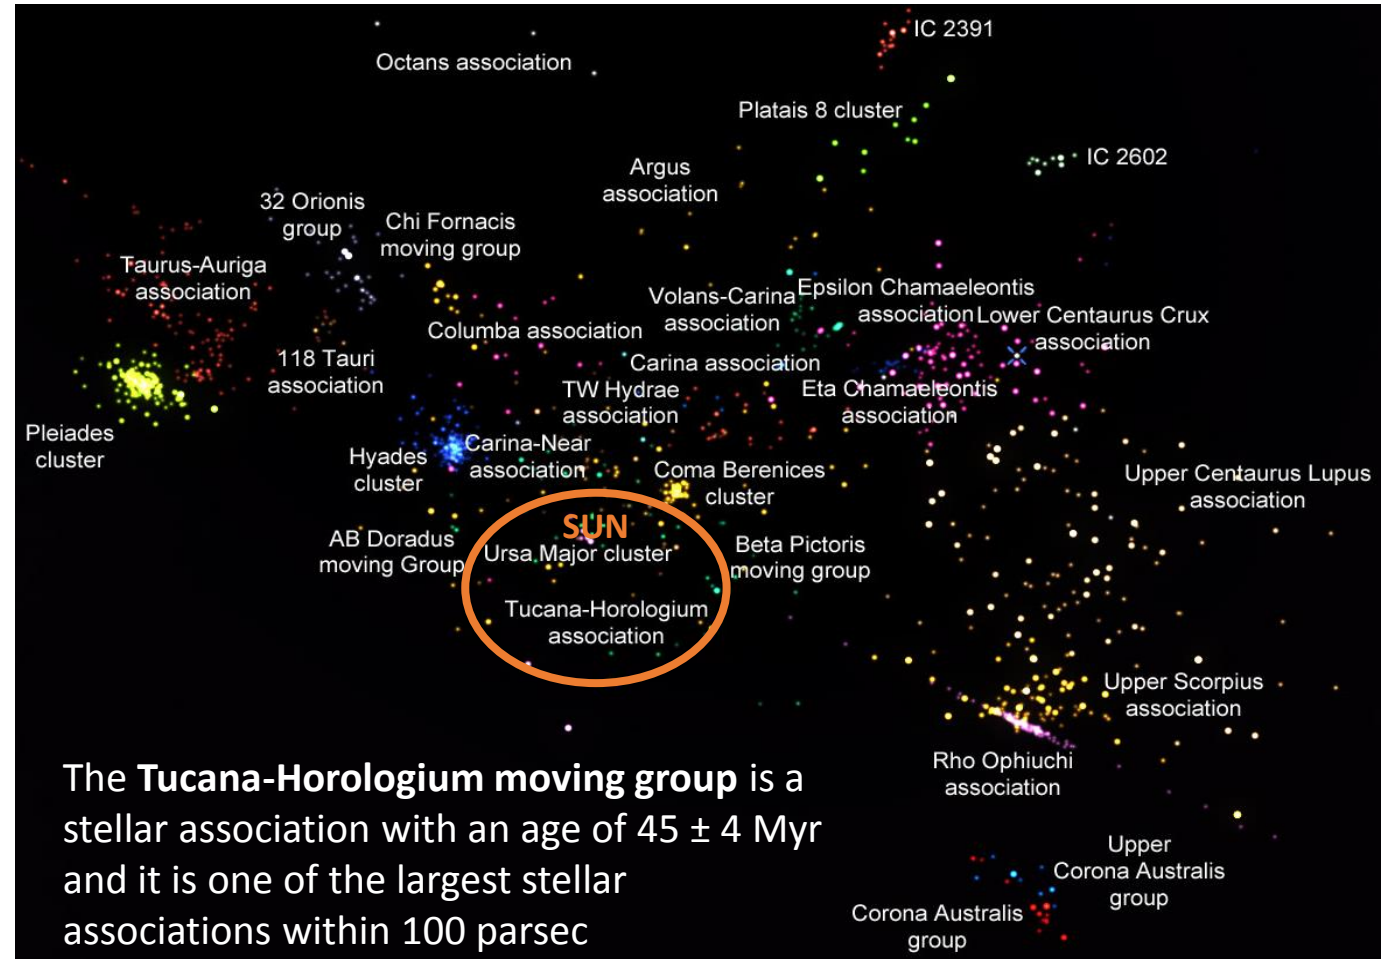 IC 2391
Octans association
Platais 8 cluster
IC 2602
Argus
association
32 Orionis
group
Chi Fornacis
moving group
Taurus-Auriga
association
Volans-Carina
association
Epsilon Chamaeleontis
association
Lower Centaurus Crux
association
Columba association
118 Tauri
association
Carina association
TW Hydrae
association
Eta Chamaeleontis
association
Pleiades
cluster
Hyades
cluster
Carina-Near
association
Coma Berenices
cluster
Upper Centaurus Lupus
association
SUN
AB Doradus
moving Group
Ursa Major cluster
Beta Pictoris
moving group
Tucana-Horologium
association
Upper Scorpius
association
Rho Ophiuchi
association
The Tucana-Horologium moving group is a
stellar association with an age of 45 ± 4 Myr
and it is one of the largest stellar
associations within 100 parsec
Upper
Corona Australis
group
Corona Australis
group